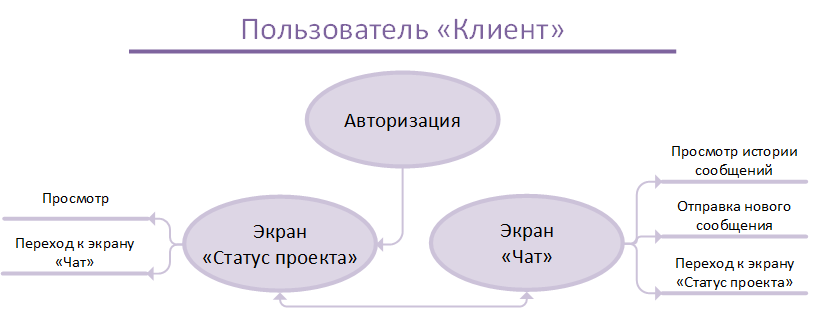 Пользователь «Клиент»
Авторизация
Просмотр
Переход к экрану
«Чат»
Экран
«Статус проекта»
Экран
«Чат»
Просмотр истории
сообщений
Отправка нового
сообщения
Переход к экрану
«Статус проекта»